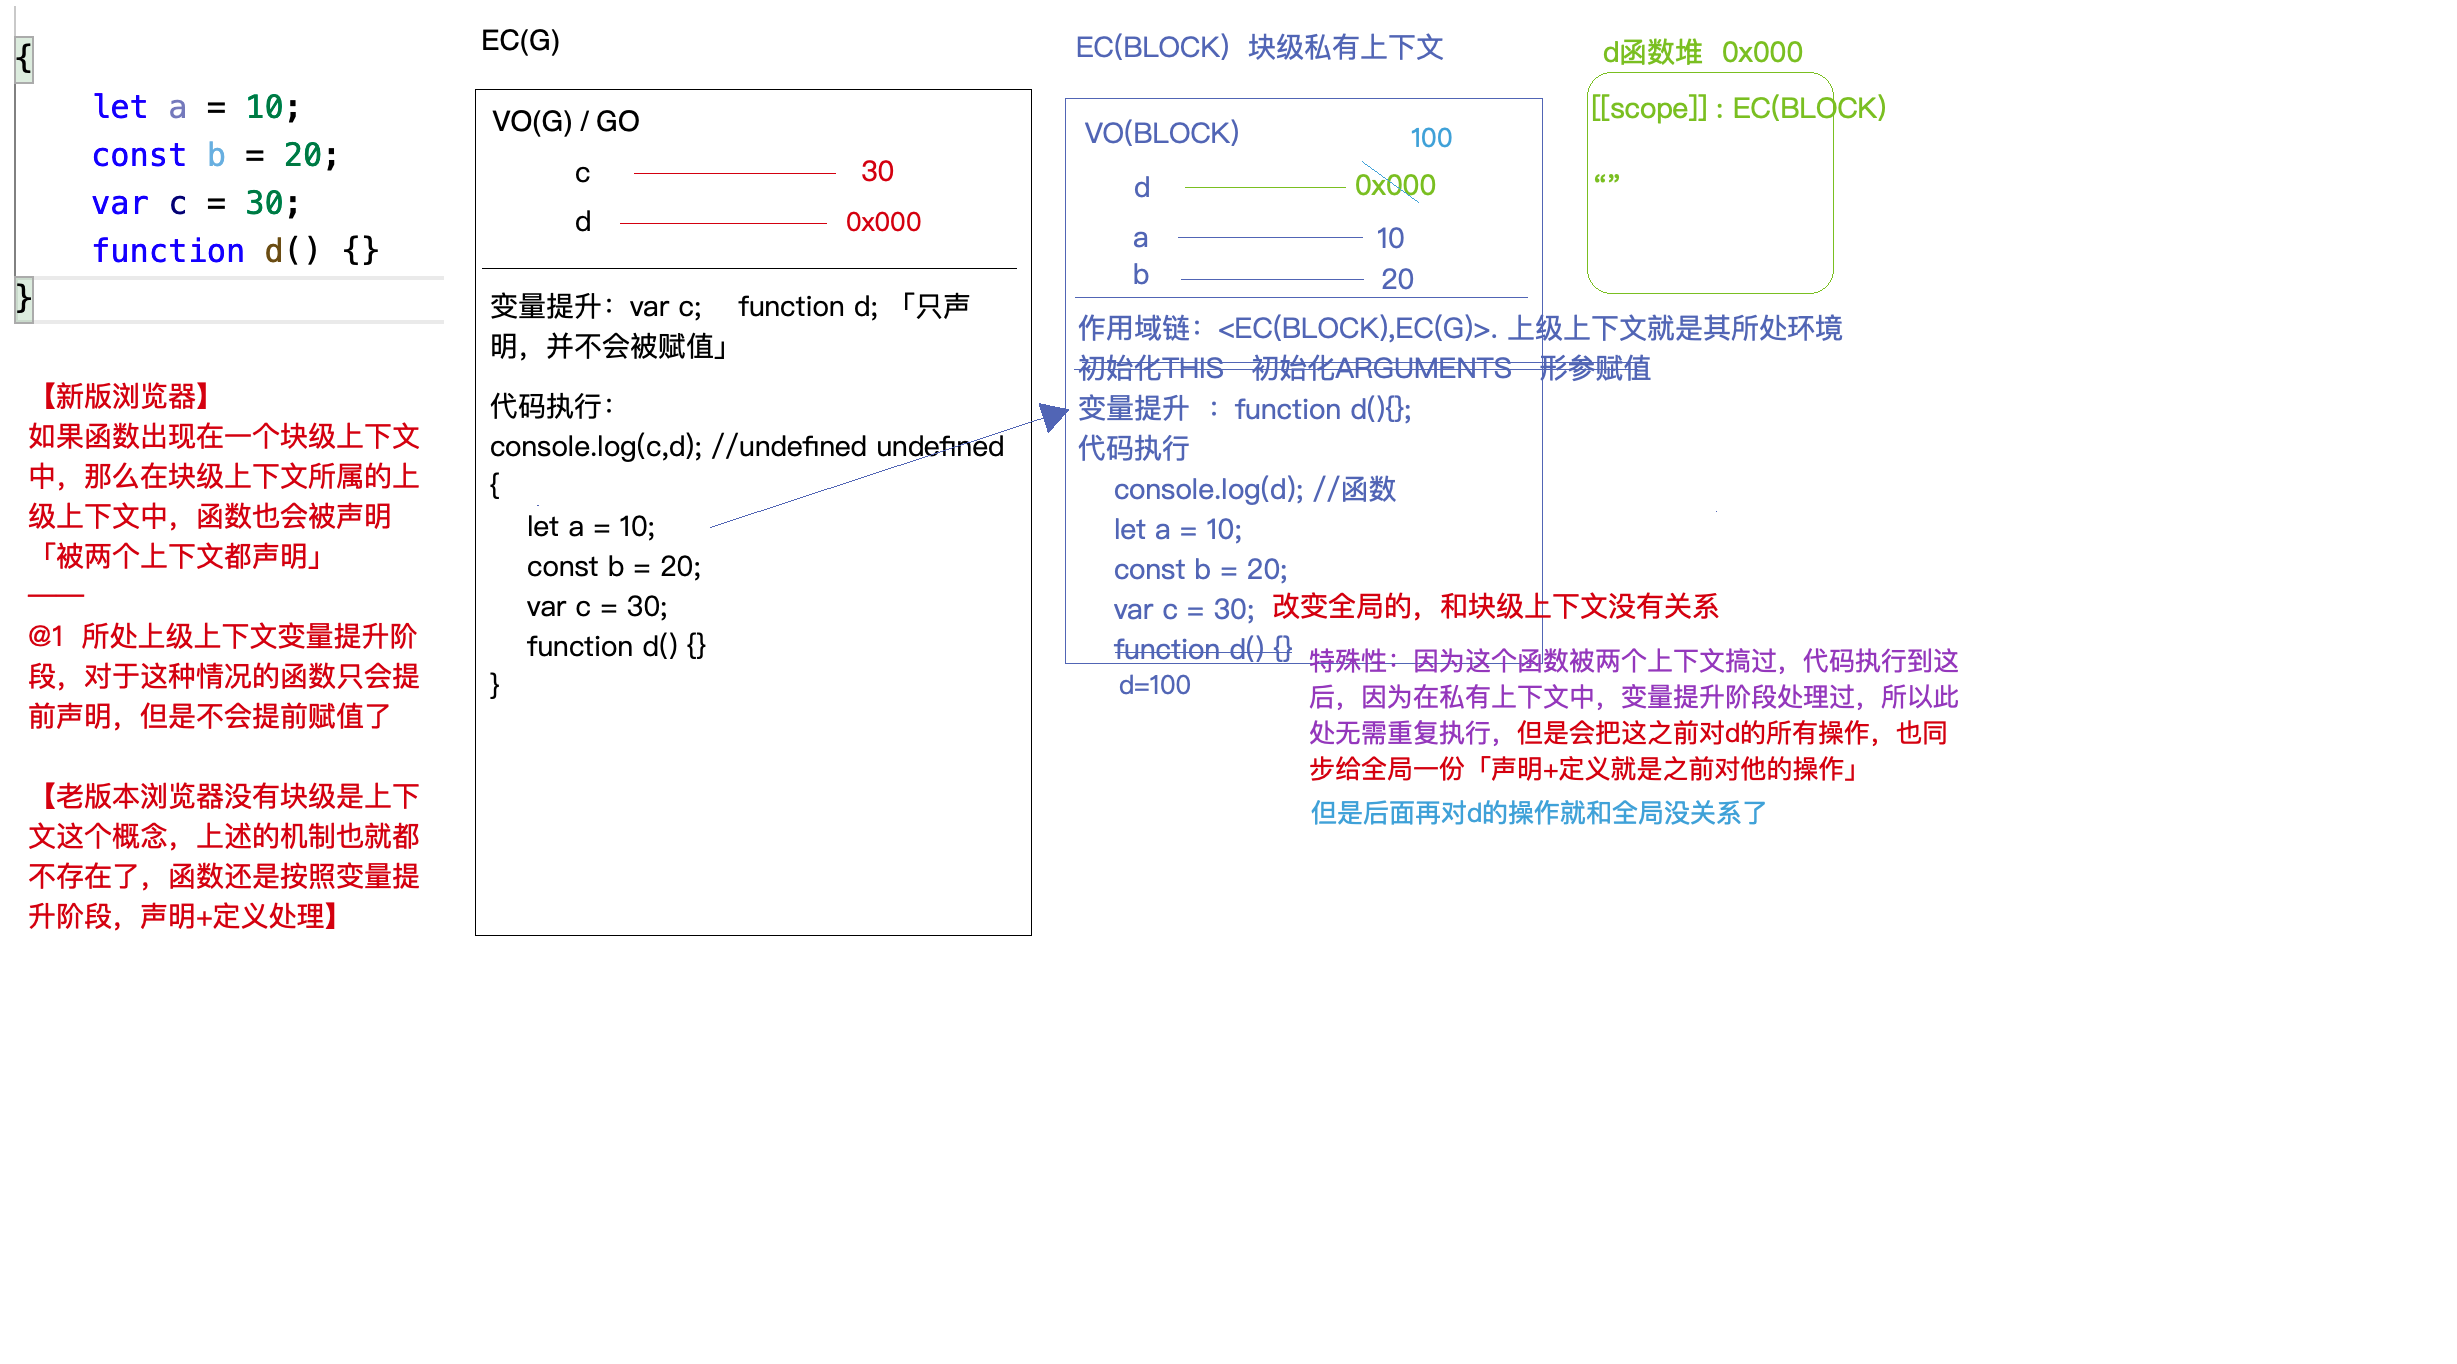 {
let a = 10;
const b = 20;
var c = 30;
function d() {}
}
【新版浏览器】
如果函数出现在一个块级上下文
中，那么在块级上下文所属的上
级上下文中，函数也会被声明
「被两个上下文都声明」
——
@1 所处上级上下文变量提升阶
段，对于这种情况的函数只会提
前声明，但是不会提前赋值了
【老版本浏览器没有块级是上下
文这个概念，上述的机制也就都
不存在了，函数还是按照变量提
升阶段，声明+定义处理】
EC(G)
VO(G) / GO
c 30
d 0x000
变量提升：var c; function d; 「只声
明，并不会被赋值」
代码执行：
console.log(c,d); //undefined undefined
{
let a = 10;
const b = 20;
var c = 30;
function d() {}
}
EC(BLOCK) 块级私有上下文
VO(BLOCK)
100
d 0x000
a 10
b 20
作用域链：<EC(BLOCK),EC(G)>. 上级上下文就是其所处环境
初始化THIS 初始化ARGUMENTS 形参赋值
变量提升 ：function d(){};
代码执行
console.log(d); //函数
let a = 10;
const b = 20;
var c = 30; 改变全局的，和块级上下文没有关系
function d() {}
d=100
特殊性：因为这个函数被两个上下文搞过，代码执行到这
后，因为在私有上下文中，变量提升阶段处理过，所以此
处无需重复执行，但是会把这之前对d的所有操作，也同
步给全局一份「声明+定义就是之前对他的操作」
但是后面再对d的操作就和全局没关系了
d函数堆 0x000
[[scope]] : EC(BLOCK)
“”